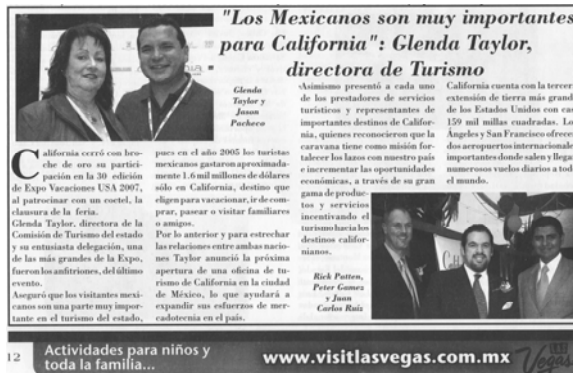 "Los Mexicanos son muy importantes
para California": Glenda Taylor,
directora de Turismo
Glenda
Taylor y
Jason
Pacheco
California cerró con bro-
che de oro su partici-
pación en la 30 edición
de Expo Vacaciones USA 2007,
al patrocinar con un coctel, la
clausura de la feria.
Glenda Taylor, directora de la
Comisión de Turismo del estado
y su entusiasta delegación, una
de las más grandes de la Expo,
fueron los anfitriones, del último
evento.
Aseguró que los visitantes mexi-
canos son una parte muy impor-
tante en el turismo del estado,
pues en el año 2005 los turistas
mexicanos gastaron aproximada-
mente 1.6 mil millones de dólares
sólo en California, destino que
eligen para vacacionar, ir de com-
prar, pasear o visitar familiares
o amigos.
Por lo anterior y para estrechar
las relaciones entre ambas nacio-
nes Taylor anunció la próxima
apertura de una oficina de tu-
rismo de California en la ciudad
de México, lo que ayudará a
expandir sus esfuerzos de mer-
cadotecnia en el país.
Asimismo presentó a cada uno
de los prestadores de servicios
turísticos y representantes de
importantes destinos de Califor-
nia, quienes reconocieron que la
caravana tiene como misión for-
talecer los lazos con nuestro país
e incrementar las oportunidades
económicas, a través de su gran
gama de produc-
tos y servicios
incentivando el
turismo hacia los
destinos califor-
nianos.
Rick Patten,
Peter Gamez
y Juan
Carlos Ruiz
California cuenta con la tercer
extensión de tierra más grand
de los Estados Unidos con cas
159 mil millas cuadradas. Lo
Ángeles y San Francisco ofrece
dos aeropuertos internacionale
importantes donde salen y llega
numerosos vuelos diarios a tod
el mundo.
12
Actividades para niños y
toda la familia...
www.visitlasvegas.com.mx
Vegas